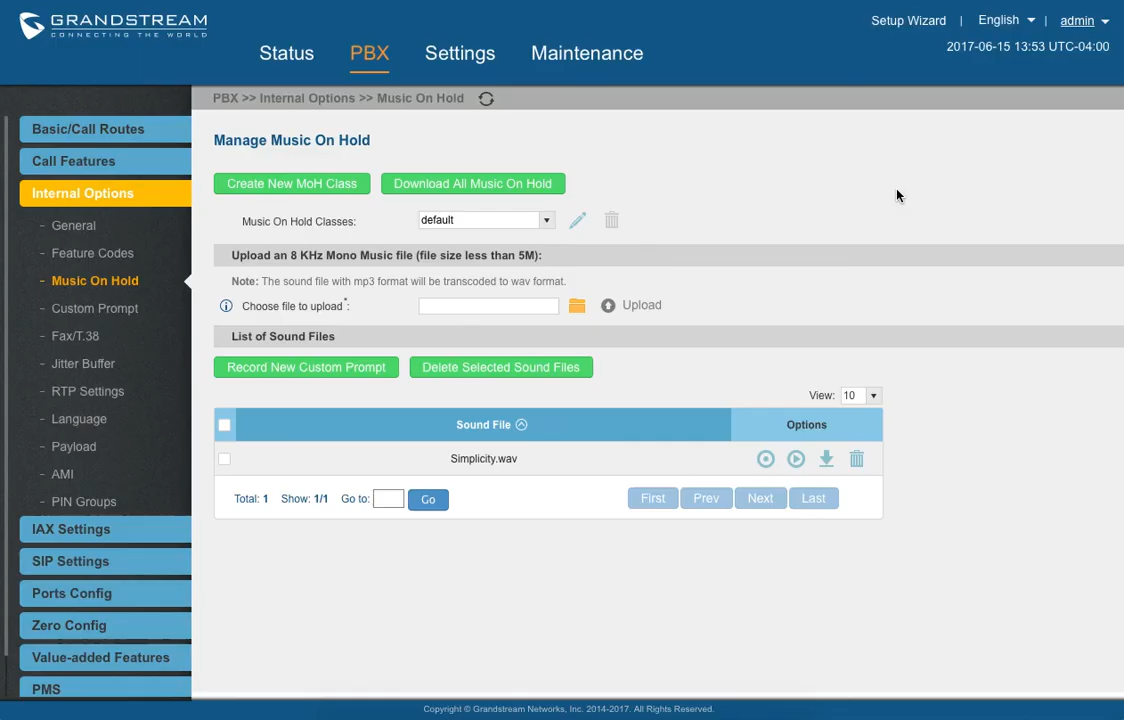 GRANDSTREAM
CONNECTING THE WORLD
Setup Wizard | English | admin
2017-06-15 13:53 UTC-04:00
Status PBX Settings Maintenance
PBX >> Internal Options >> Music On Hold
Basic/Call Routes
Call Features
Internal Options
- General
- Feature Codes
- Music On Hold
- Custom Prompt
- Fax/T.38
- Jitter Buffer
- RTP Settings
- Language
- Payload
- AMI
- PIN Groups
IAX Settings
SIP Settings
Ports Config
Zero Config
Value-added Features
PMS
Manage Music On Hold
Create New MoH Class Download All Music On Hold
Music On Hold Classes: default
Upload an 8 KHz Mono Music file (file size less than 5M):
Note: The sound file with mp3 format will be transcoded to wav format.
Choose file to upload*: Upload
List of Sound Files
Record New Custom Prompt Delete Selected Sound Files
View: 10
Sound File Options
Simplicity.wav
Total: 1 Show: 1/1 Go to: Go First Prev Next Last
Copyright © Grandstream Networks, Inc. 2014-2017. All Rights Reserved.